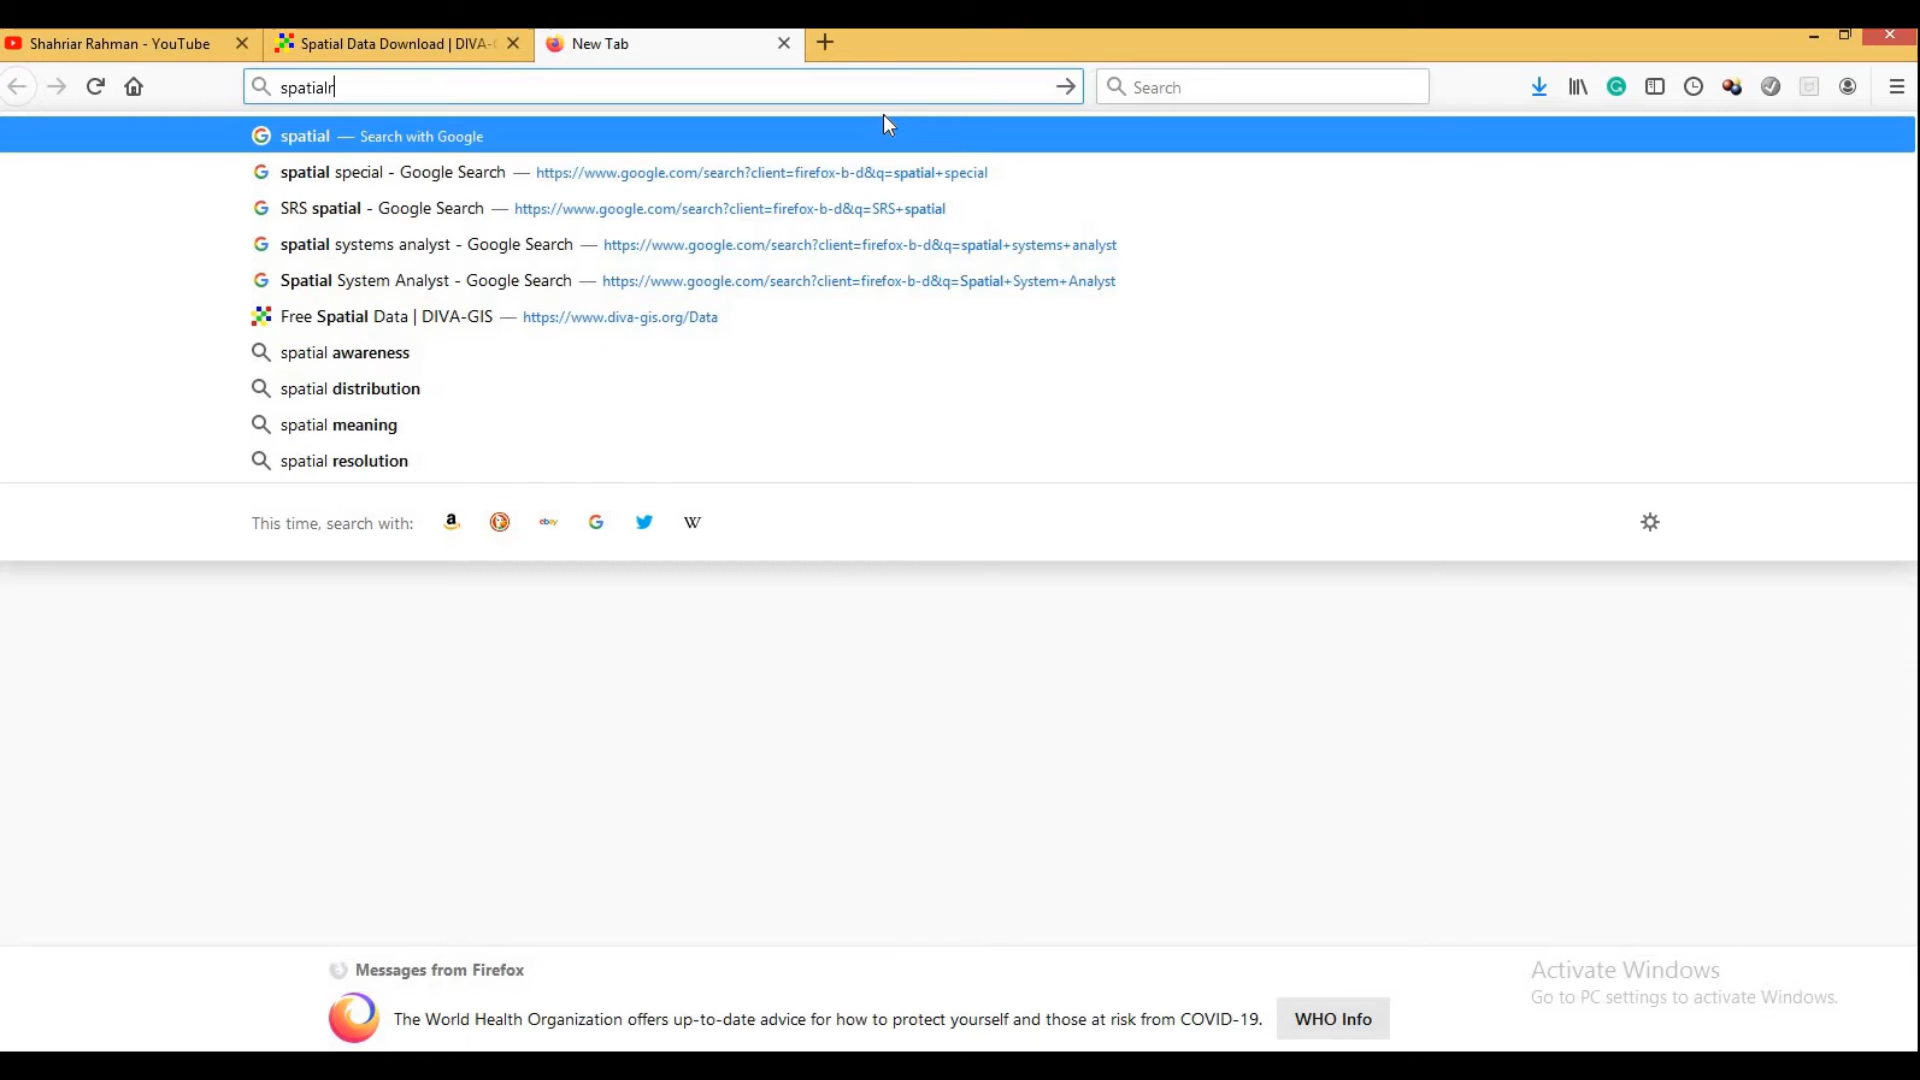 Shahriar Rahman - YouTube
Spatial Data Download | DIVA-G
New Tab
spatialr
Search
spatial — Search with Google
spatial special - Google Search — https://www.google.com/search?client=firefox-b-d&q=spatial+special
SRS spatial - Google Search — https://www.google.com/search?client=firefox-b-d&q=SRS+spatial
spatial systems analyst - Google Search — https://www.google.com/search?client=firefox-b-d&q=spatial+systems+analyst
Spatial System Analyst - Google Search — https://www.google.com/search?client=firefox-b-d&q=Spatial+System+Analyst
Free Spatial Data | DIVA-GIS — https://www.diva-gis.org/Data
spatial awareness
spatial distribution
spatial meaning
spatial resolution
This time, search with: a ebay G W
Messages from Firefox
The World Health Organization offers up-to-date advice for how to protect yourself and those at risk from COVID-19. WHO Info
Activate Windows
Go to PC settings to activate Windows.